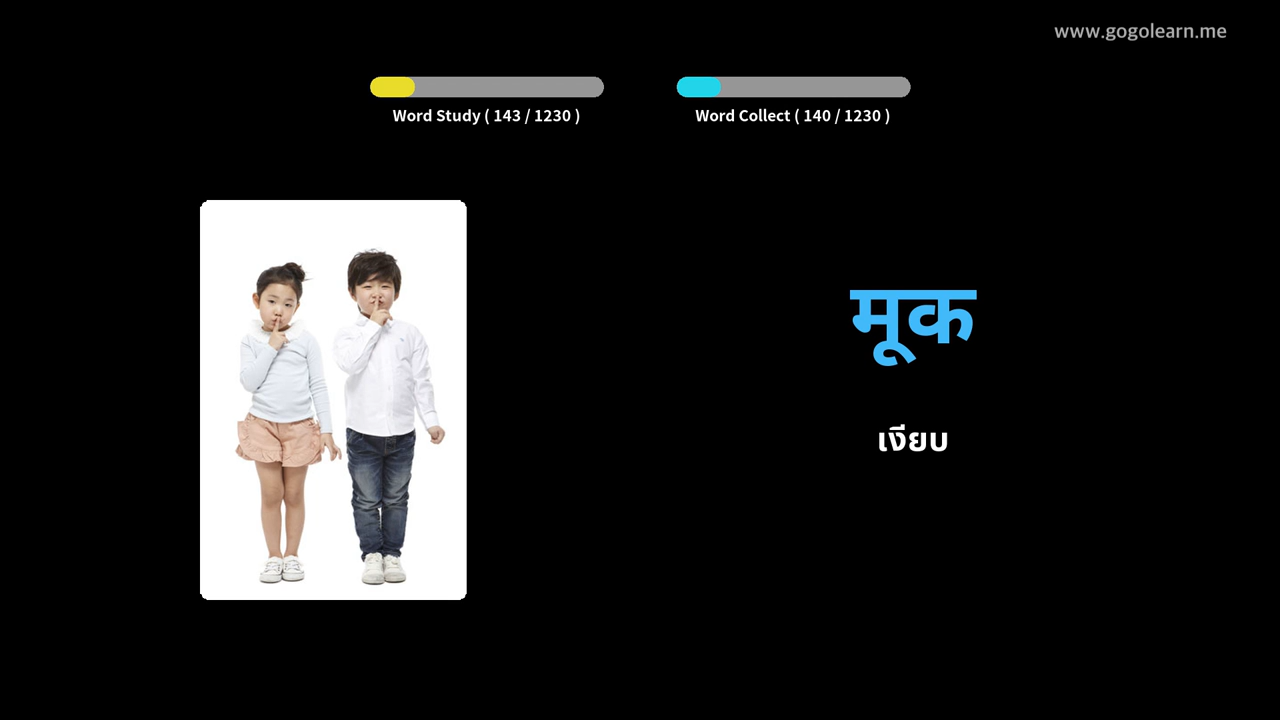 www.gogolearn.me
Word Study ( 143 / 1230 )
Word Collect ( 140 / 1230 )
मूक
เงียบ